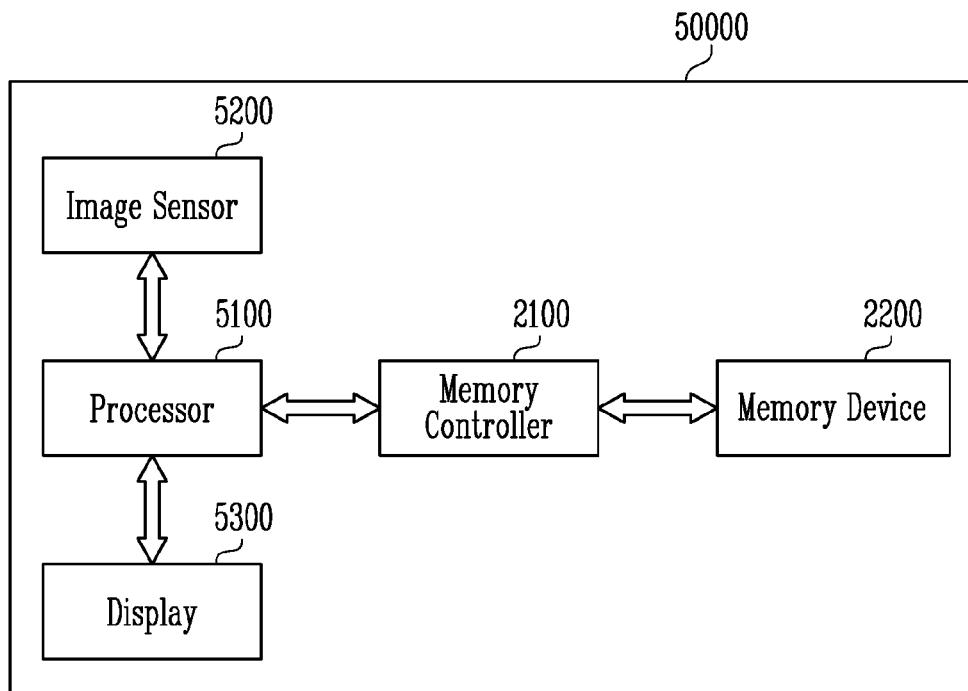 50000
5200
Image Sensor
5100
Processor
2100
Memory
Controller
2200
Memory Device
5300
Display